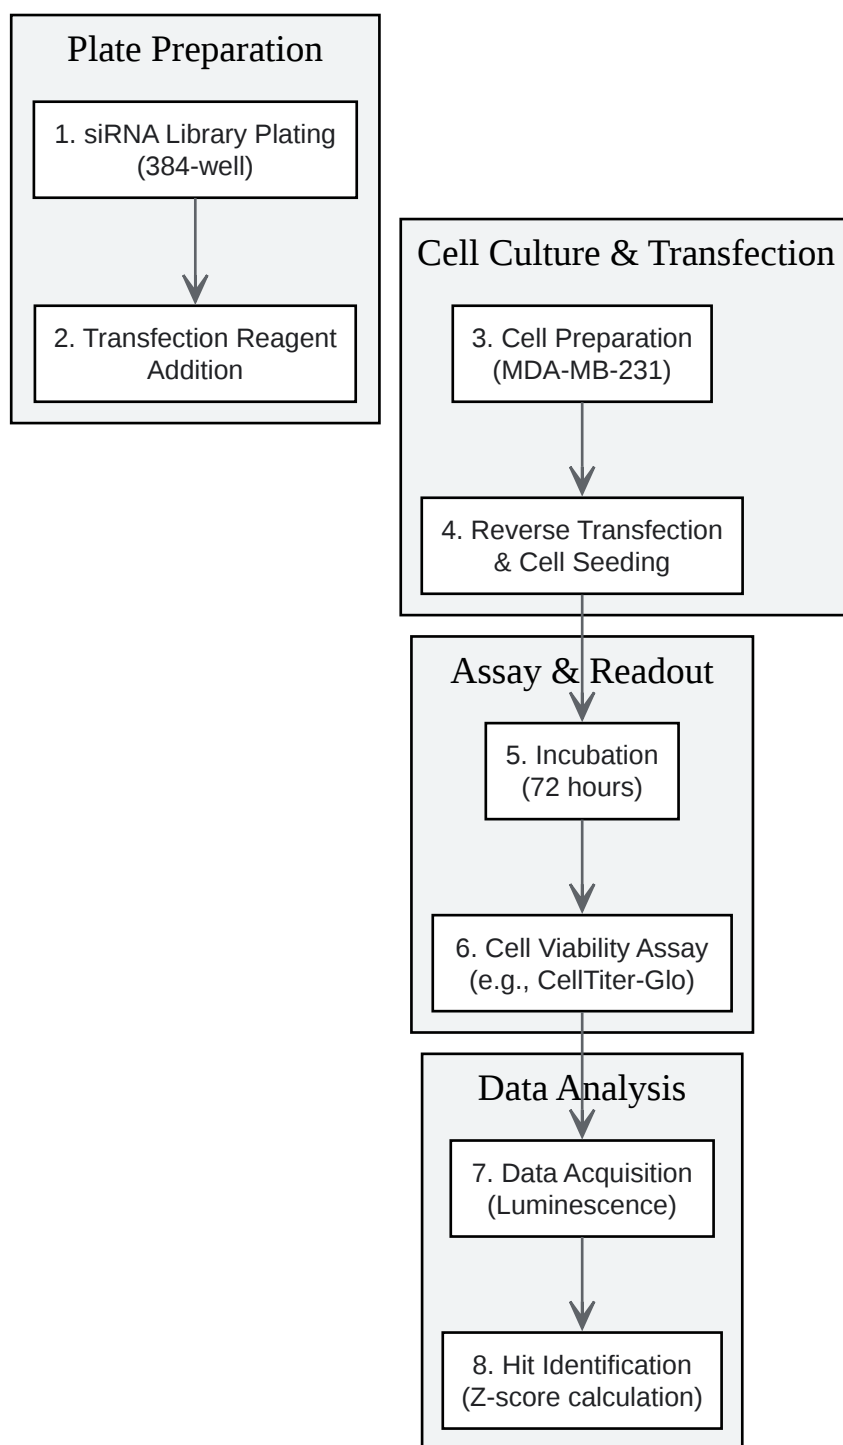 Plate Preparation
1. siRNA Library Plating
(384-well)
2. Transfection Reagent
Addition
Cell Culture & Transfection
3. Cell Preparation
(MDA-MB-231)
4. Reverse Transfection
& Cell Seeding
Assay & Readout
5. Incubation
(72 hours)
6. Cell Viability Assay
(e.g., CellTiter-Glo)
Data Analysis
7. Data Acquisition
(Luminescence)
8. Hit Identification
(Z-score calculation)